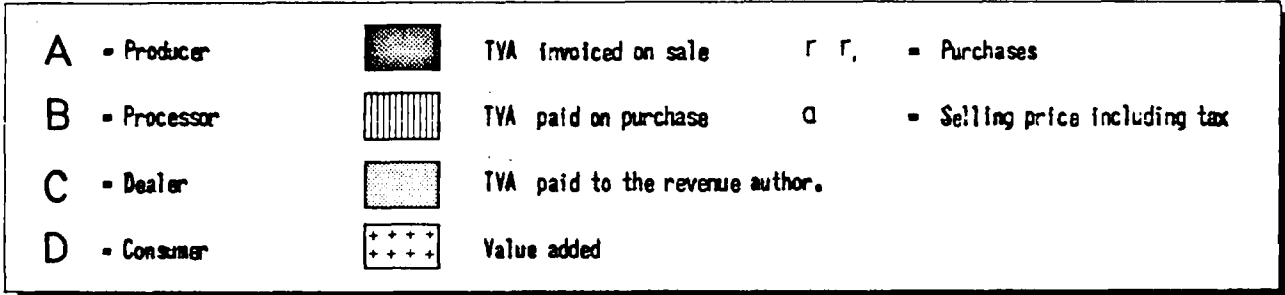 A = Producer TVA invoiced on sale r r, = Purchases
B = Processor TVA paid on purchase a = Selling price including tax
C = Dealer TVA paid to the revenue author.
D = Consumer Value added